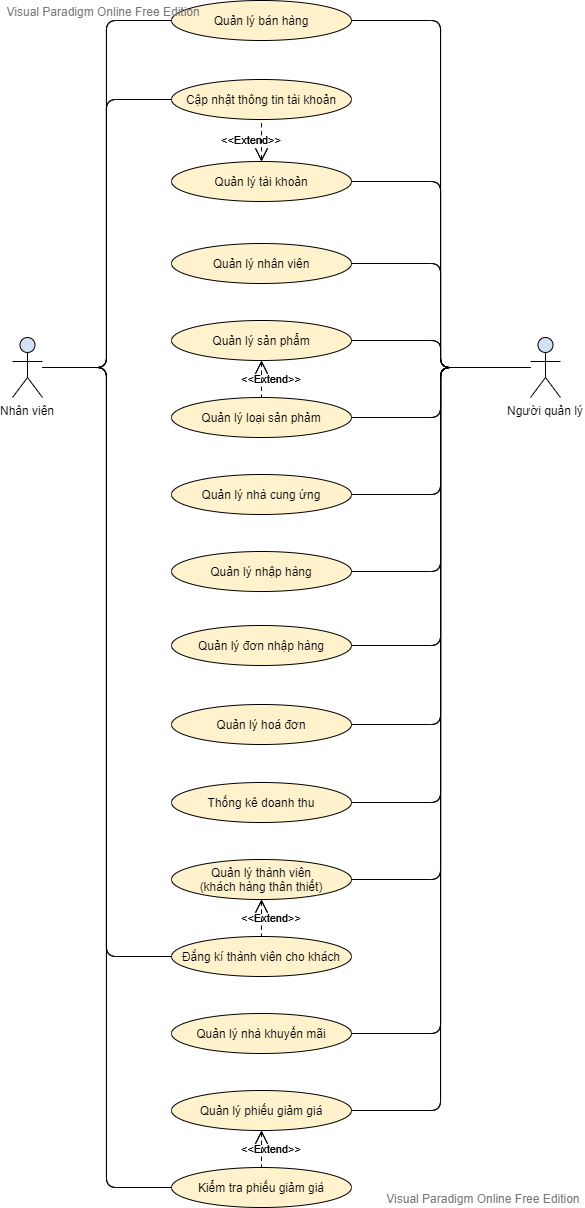 Visual Paradigm Online Free Edition
Quản lý bán hàng
Cập nhật thông tin tài khoản
<<Extend>>
Quản lý tài khoản
Quản lý nhân viên
Quản lý sản phẩm
<<Extend>>
Nhân viên
Người quản lý
Quản lý loại sản phảm
Quản lý nhà cung ứng
Quản lý nhập hàng
Quản lý đơn nhập hàng
Quản lý hoá đơn
Thống kê doanh thu
Quản lý thành viên
(khách hàng thân thiết)
<<Extend>>
Đắng kí thành viên cho khách
Quản lý nhà khuyến mãi
Quản lý phiếu giảm giá
<<Extend>>
Kiểm tra phiếu giảm giá
Visual Paradigm Online Free Edition